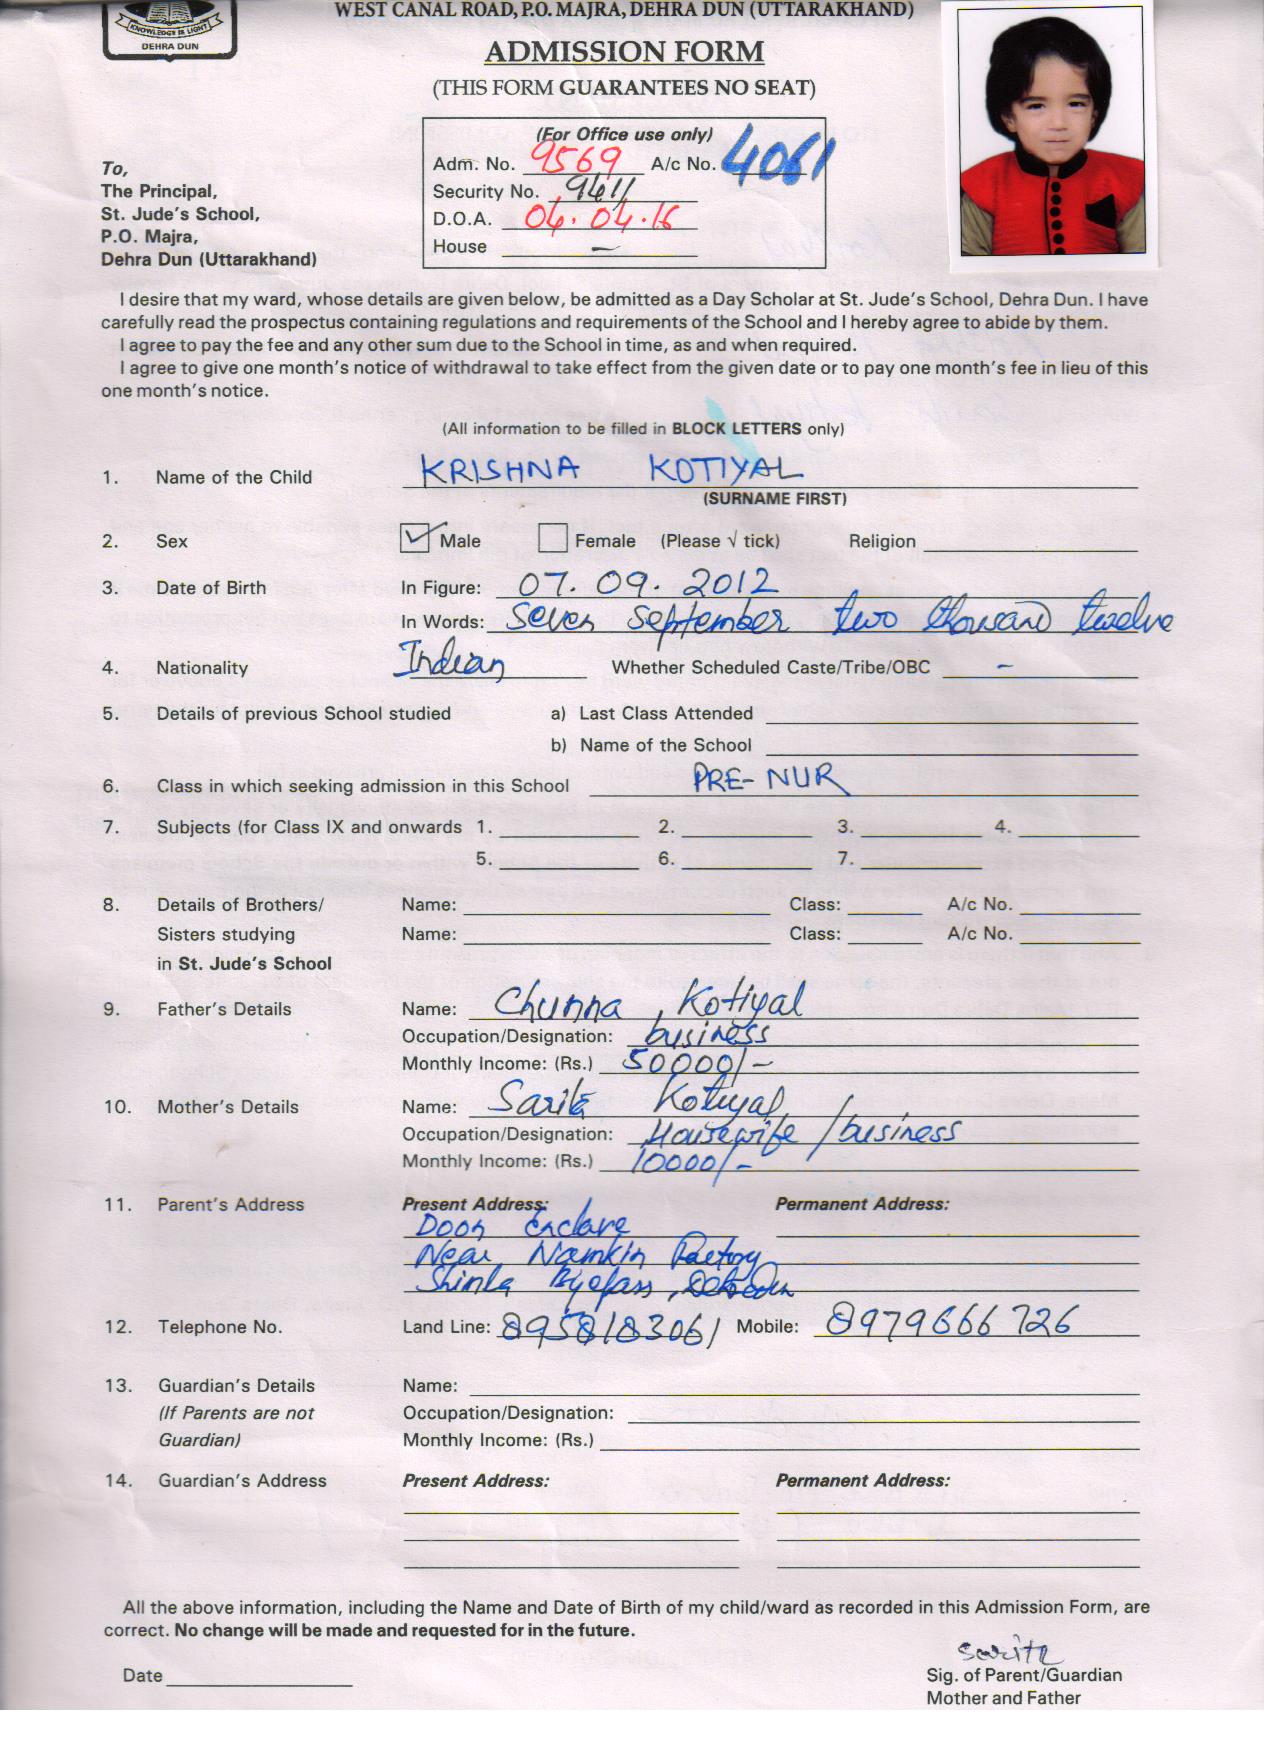 KNOWLEDGE IS LIGHT
DEHRA DUN
WEST CANAL ROAD, P.O. MAJRA, DEHRA DUN (UTTARAKHAND)
ADMISSION FORM
(THIS FORM GUARANTEES NO SEAT)
(For Office use only)
Adm. No. 9569 A/c No. 4061
Security No. 9411
D.O.A. 04.04.16
House —
To,
The Principal,
St. Jude's School,
P.O. Majra,
Dehra Dun (Uttarakhand)
I desire that my ward, whose details are given below, be admitted as a Day Scholar at St. Jude's School, Dehra Dun. I have
carefully read the prospectus containing regulations and requirements of the School and I hereby agree to abide by them.
I agree to pay the fee and any other sum due to the School in time, as and when required.
I agree to give one month's notice of withdrawal to take effect from the given date or to pay one month's fee in lieu of this
one month's notice.
(All information to be filled in BLOCK LETTERS only)
1. Name of the Child KRISHNA KOTIYAL
(SURNAME FIRST)
2. Sex Male Female (Please √ tick) Religion
3. Date of Birth In Figure: 07.09.2012
In Words: Seven September two thousand twelve
4. Nationality Indian Whether Scheduled Caste/Tribe/OBC -
5. Details of previous School studied a) Last Class Attended
b) Name of the School
6. Class in which seeking admission in this School PRE-NUR
7. Subjects (for Class IX and onwards 1. 2. 3. 4.
5. 6. 7.
8. Details of Brothers/ Name: Class: A/c No.
Sisters studying Name: Class: A/c No.
in St. Jude's School
9. Father's Details Name: Chunna Kotiyal
Occupation/Designation: business
Monthly Income: (Rs.) 50000/-
10. Mother's Details Name: Sarita Kotiyal
Occupation/Designation: Housewife /business
Monthly Income: (Rs.) 10000/-
11. Parent's Address Present Address: Permanent Address:
Doon Enclave
Near Namkin Factory
Shimla Byepass,
12. Telephone No. Land Line: 8958183061 Mobile: 8979666726
13. Guardian's Details Name:
(If Parents are not Occupation/Designation:
Guardian) Monthly Income: (Rs.)
14. Guardian's Address Present Address: Permanent Address:
All the above information, including the Name and Date of Birth of my child/ward as recorded in this Admission Form, are
correct. No change will be made and requested for in the future.
Sarita
Date Sig. of Parent/Guardian
Mother and Father